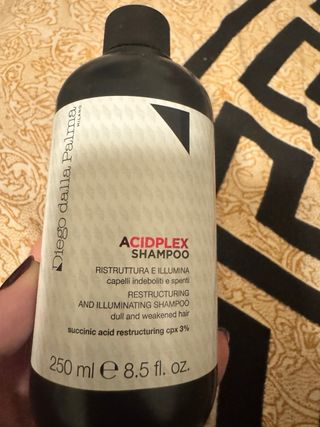 Diego dalla Palma
MILANO
ACIDPLEX
SHAMPOO
RISTRUTTURA E ILLUMINA
capelli indeboliti e spenti
RESTRUCTURING
AND ILLUMINATING SHAMPOO
dull and weakened hair
succinic acid restructuring cpx 3%
250 ml ℮ 8.5 fl. oz.